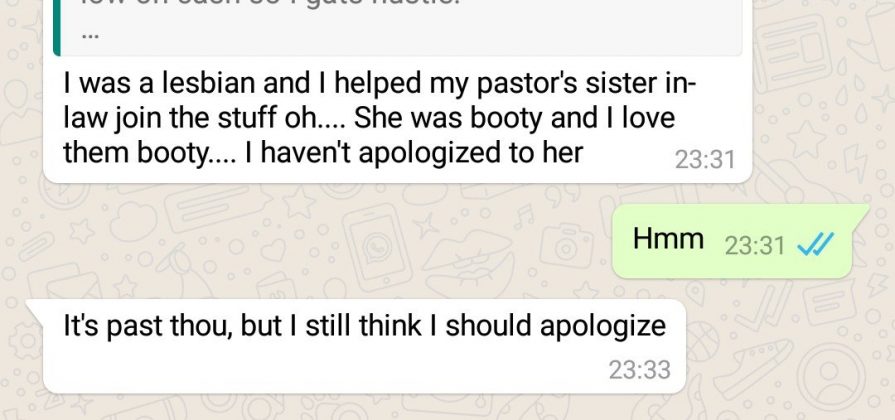 ...
I was a lesbian and I helped my pastor's sister in-
law join the stuff oh.... She was booty and I love
them booty.... I haven't apologized to her
23:31
Hmm 23:31
It's past thou, but I still think I should apologize
23:33